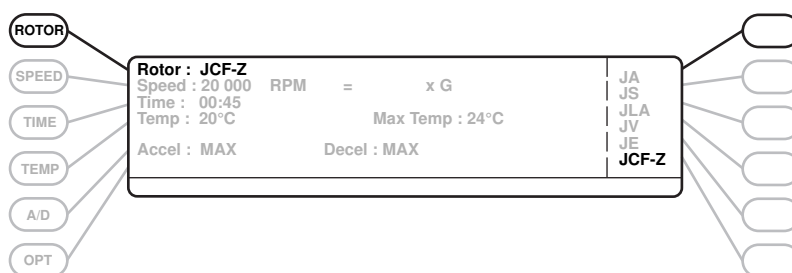 ROTOR
SPEED
TIME
TEMP
A/D
OPT
Rotor : JCF-Z
Speed : 20 000 RPM = x G
Time : 00:45
Temp : 20°C Max Temp : 24°C
Accel : MAX Decel : MAX
JA
JS
JLA
JV
JE
JCF-Z